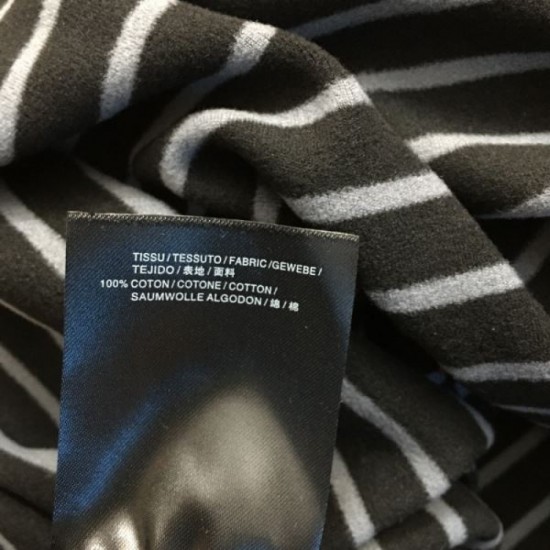 TISSU / TESSUTO / FABRIC /GEWEBE /
TEJIDO / 表地 / 面料
100% COTON / COTONE / COTTON /
SAUMWOLLE ALGODON / 綿 / 棉